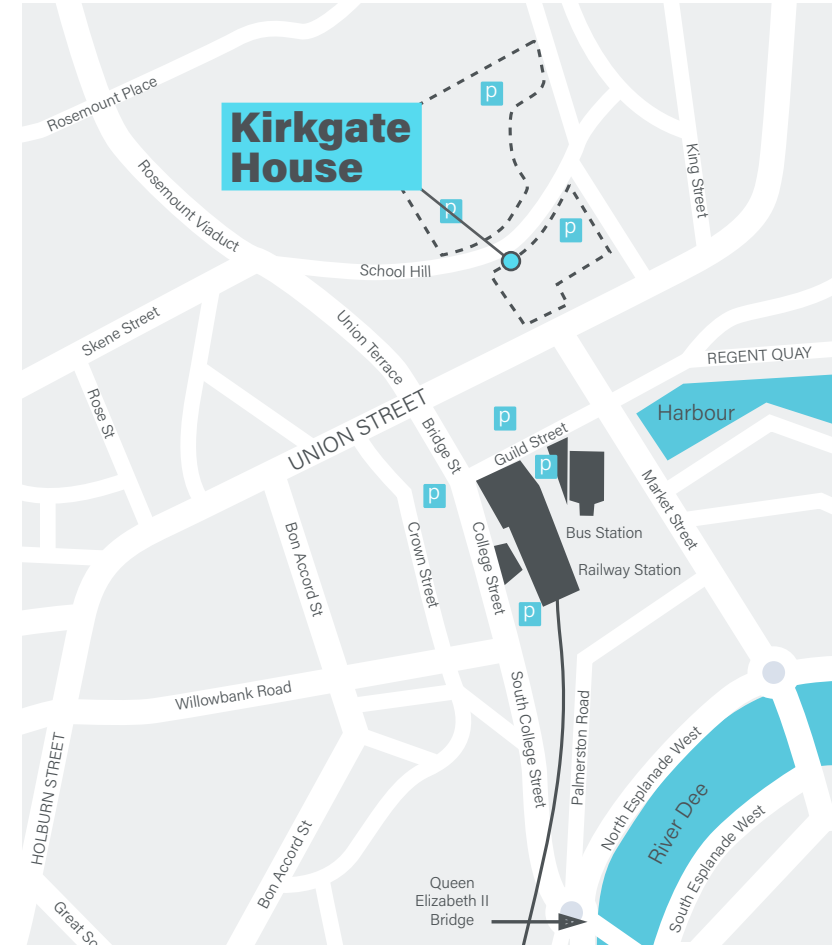 Rosemount Place
P
Kirkgate
House
Rosemount Viaduct
King Street
P
P
School Hill
Skene Street
Union Terrace
REGENT QUAY
Rose St
UNION STREET
Harbour
P
Bridge St
Guild Street
P
P
Market Street
Bus Station
Bon Accord St
Crown Street
College Street
Railway Station
P
Willowbank Road
South College Street
Palmerston Road
North Esplanade West
HOLBURN STREET
River Dee
South Esplanade West
Bon Accord St
Queen
Elizabeth II
Bridge
Great So